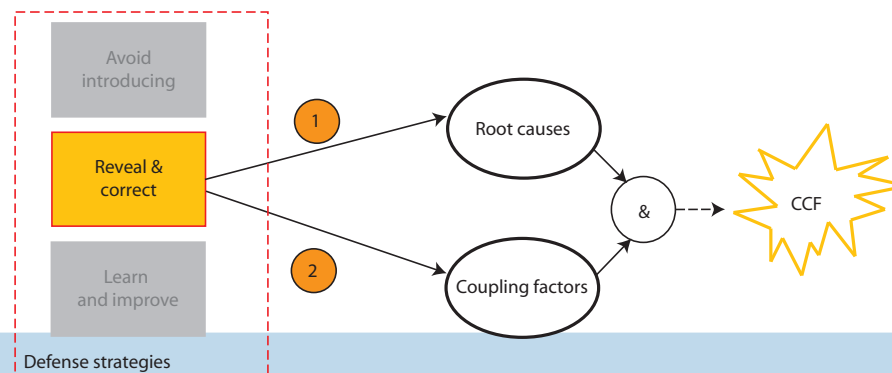 Avoid
introducing
1
Root causes
Reveal &
correct
&
CCF
2
Learn
and improve
Coupling factors
Defense strategies